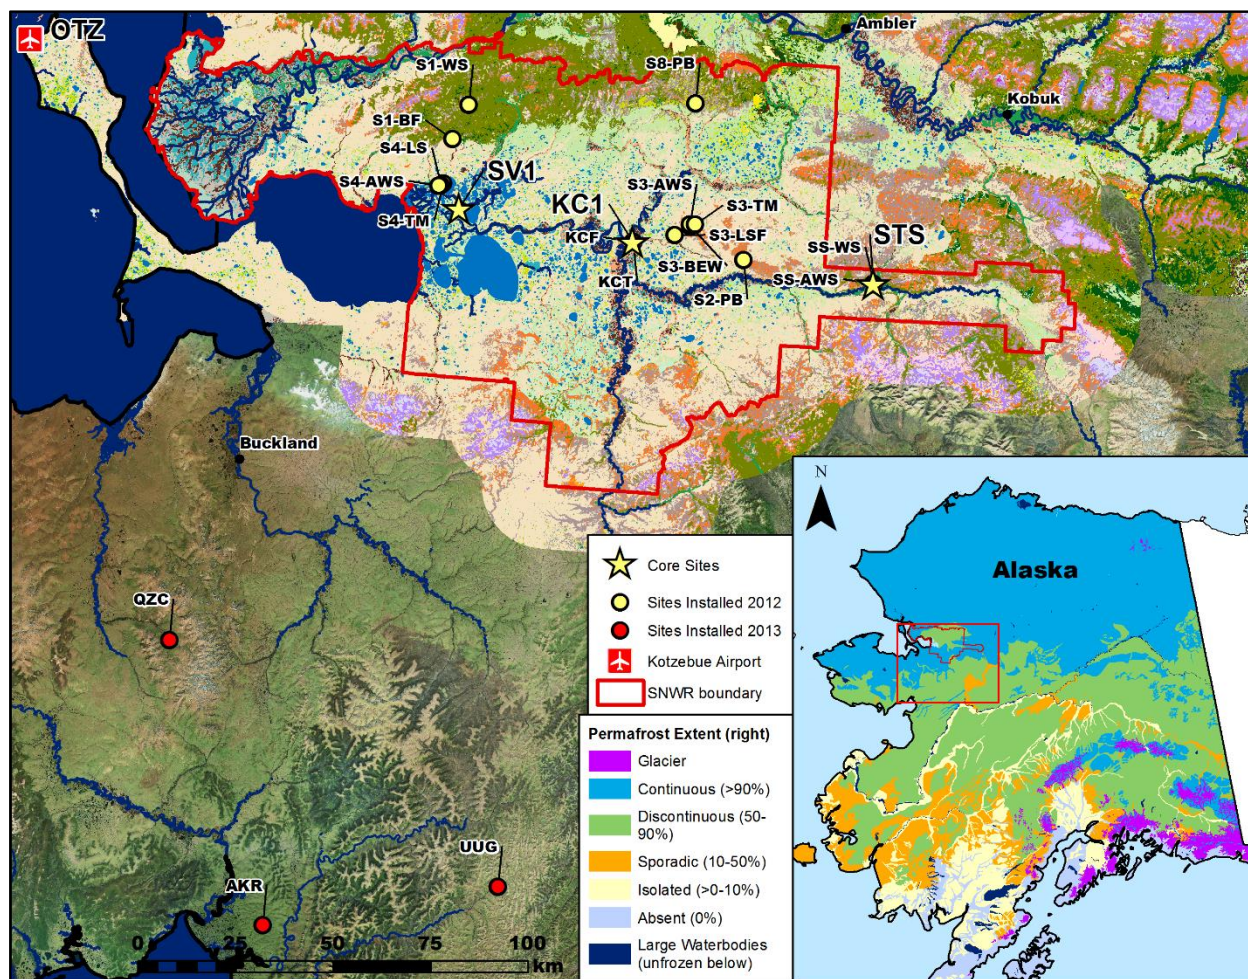 OTZ
Ambler
S1-WS
S8-PB
Kobuk
S1-BF
S4-LS
SV1
S4-AWS
S3-AWS
KC1
S3-TM
S4-TM
KCF
S3-LSF
SS-WS
STS
S3-BEW
KCT
SS-AWS
S2-PB
Buckland
N
Alaska
Core Sites
Sites Installed 2012
QZC
Sites Installed 2013
Kotzebue Airport
SNWR boundary
Permafrost Extent (right)
Glacier
Continuous (>90%)
Discontinuous (50-
90%)
Sporadic (10-50%)
UUG
Isolated (>0-10%)
AKR
Absent (0%)
0 25 50 75 100
Large Waterbodies
(unfrozen below)
km